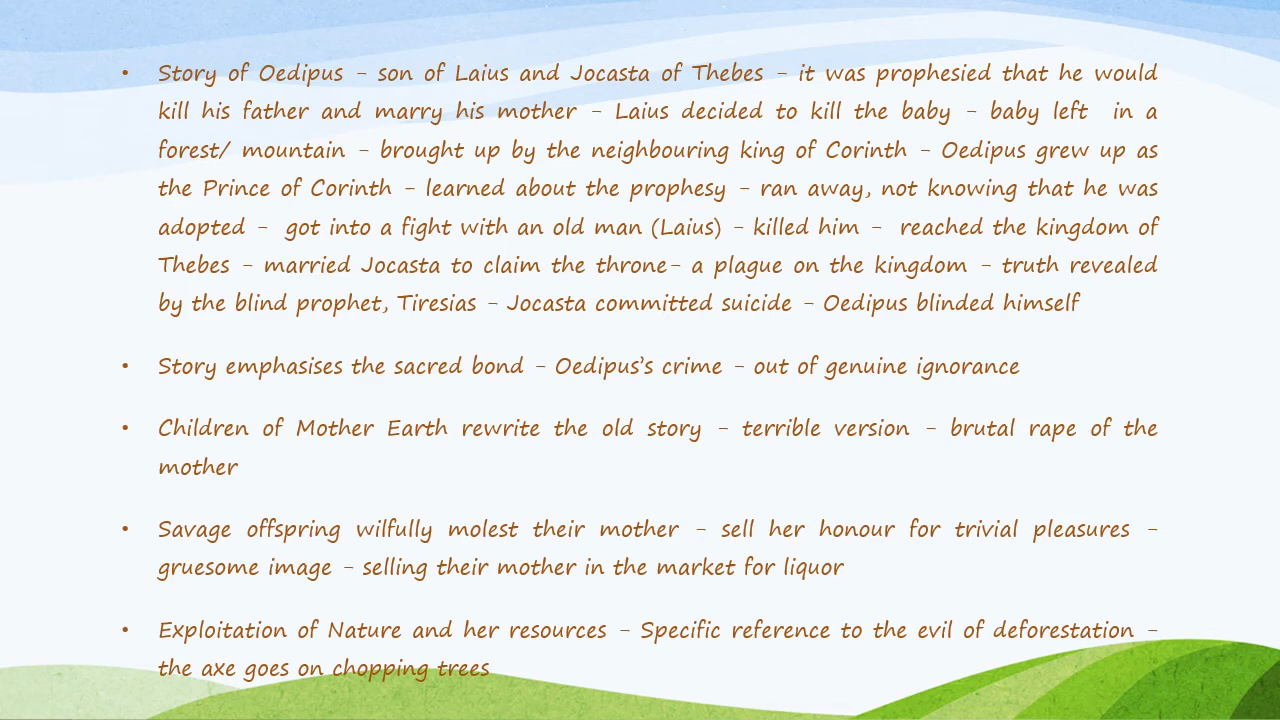 • Story of Oedipus – son of Laius and Jocasta of Thebes – it was prophesied that he would
kill his father and marry his mother – Laius decided to kill the baby – baby left in a
forest/ mountain – brought up by the neighbouring king of Corinth – Oedipus grew up as
the Prince of Corinth – learned about the prophesy – ran away, not knowing that he was
adopted – got into a fight with an old man (Laius) – killed him – reached the kingdom of
Thebes – married Jocasta to claim the throne– a plague on the kingdom – truth revealed
by the blind prophet, Tiresias – Jocasta committed suicide – Oedipus blinded himself
• Story emphasises the sacred bond – Oedipus’s crime – out of genuine ignorance
• Children of Mother Earth rewrite the old story – terrible version – brutal rape of the
mother
• Savage offspring wilfully molest their mother – sell her honour for trivial pleasures –
gruesome image – selling their mother in the market for liquor
• Exploitation of Nature and her resources – Specific reference to the evil of deforestation –
the axe goes on chopping trees